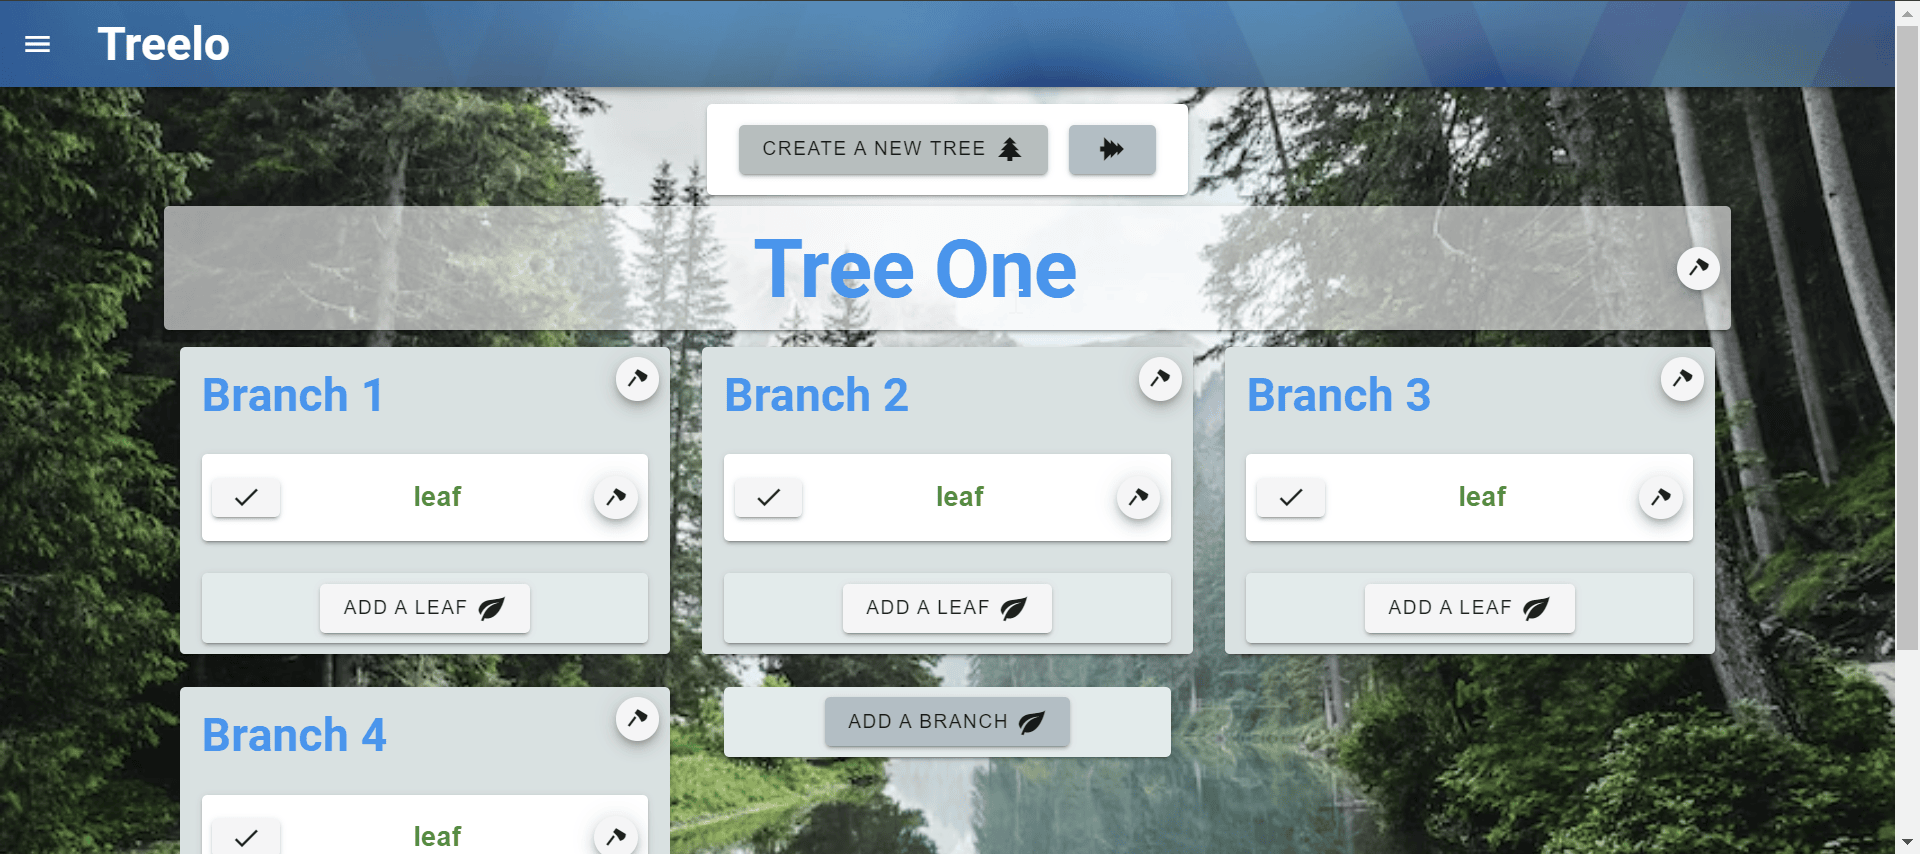 Treelo
CREATE A NEW TREE
Tree One
Branch 1
leaf
ADD A LEAF
Branch 2
leaf
ADD A LEAF
Branch 3
leaf
ADD A LEAF
Branch 4
leaf
ADD A BRANCH